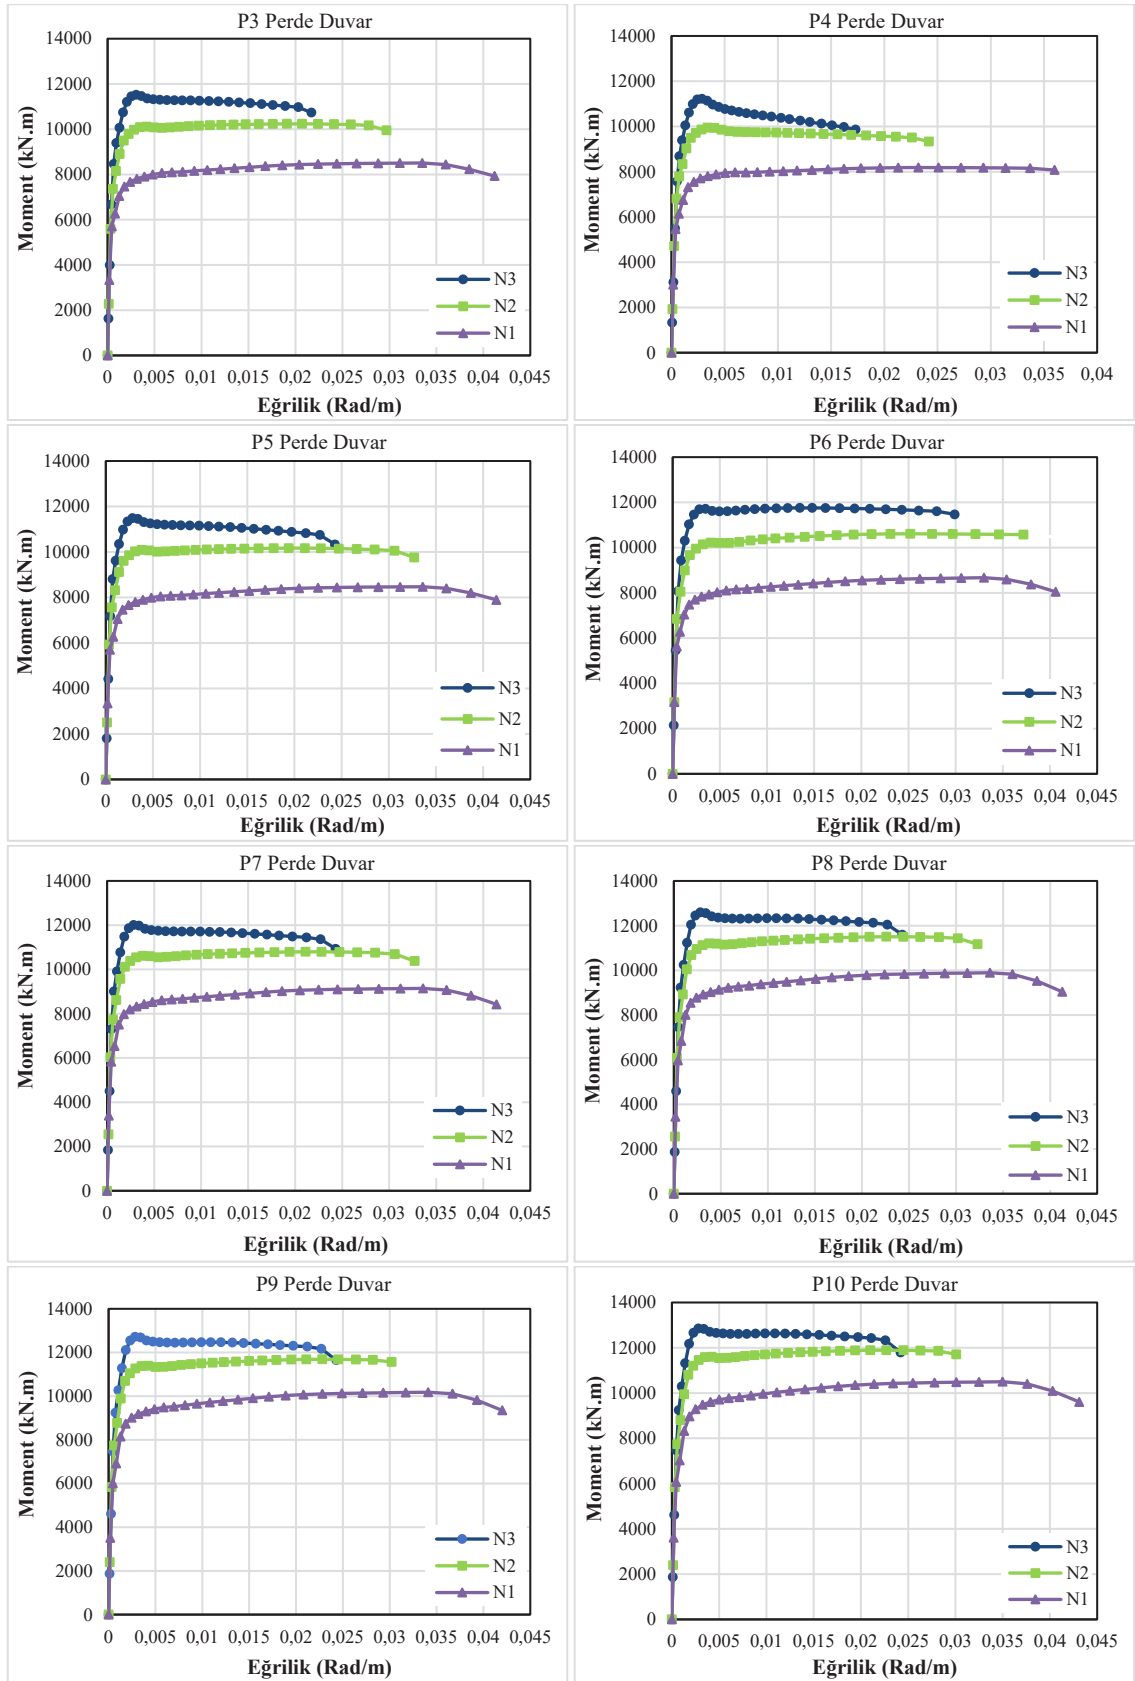 P3 Perde Duvar
14000
12000
10000
8000
6000
4000
2000
0
Moment (kN.m)
N3
N2
N1
0 0,005 0,01 0,015 0,02 0,025 0,03 0,035 0,04 0,045
Eğrilik (Rad/m)
P4 Perde Duvar
14000
12000
10000
8000
6000
4000
2000
0
Moment (kN.m)
N3
N2
N1
0 0,005 0,01 0,015 0,02 0,025 0,03 0,035 0,04
Eğrilik (Rad/m)
P5 Perde Duvar
14000
12000
10000
8000
6000
4000
2000
0
Moment (kN.m)
N3
N2
N1
0 0,005 0,01 0,015 0,02 0,025 0,03 0,035 0,04 0,045
Eğrilik (Rad/m)
P6 Perde Duvar
14000
12000
10000
8000
6000
4000
2000
0
Moment (kN.m)
N3
N2
N1
0 0,005 0,01 0,015 0,02 0,025 0,03 0,035 0,04 0,045
Eğrilik (Rad/m)
P7 Perde Duvar
14000
12000
10000
8000
6000
4000
2000
0
Moment (kN.m)
N3
N2
N1
0 0,005 0,01 0,015 0,02 0,025 0,03 0,035 0,04 0,045
Eğrilik (Rad/m)
P8 Perde Duvar
14000
12000
10000
8000
6000
4000
2000
0
Moment (kN.m)
N3
N2
N1
0 0,005 0,01 0,015 0,02 0,025 0,03 0,035 0,04 0,045
Eğrilik (Rad/m)
P9 Perde Duvar
14000
12000
10000
8000
6000
4000
2000
0
Moment (kN.m)
N3
N2
N1
0 0,005 0,01 0,015 0,02 0,025 0,03 0,035 0,04 0,045
Eğrilik (Rad/m)
P10 Perde Duvar
14000
12000
10000
8000
6000
4000
2000
0
Moment (kN.m)
N3
N2
N1
0 0,005 0,01 0,015 0,02 0,025 0,03 0,035 0,04 0,045
Eğrilik (Rad/m)